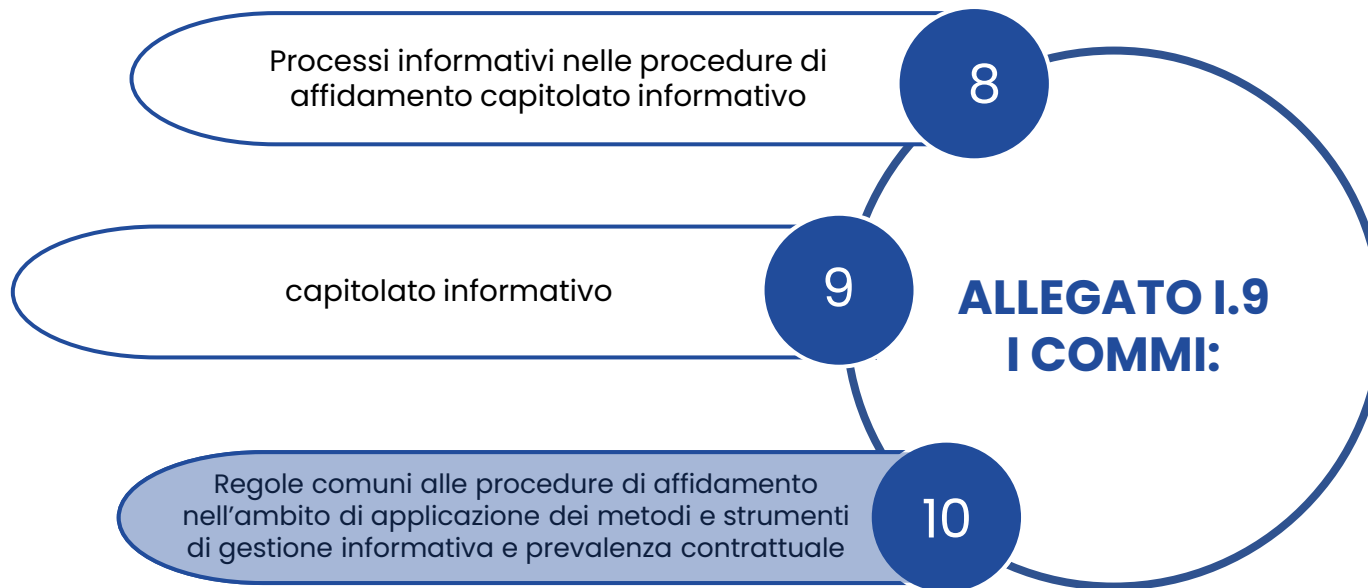 Processi informativi nelle procedure di
affidamento capitolato informativo
8
capitolato informativo
9
ALLEGATO I.9
I COMMI:
Regole comuni alle procedure di affidamento
nell’ambito di applicazione dei metodi e strumenti
di gestione informativa e prevalenza contrattuale
10